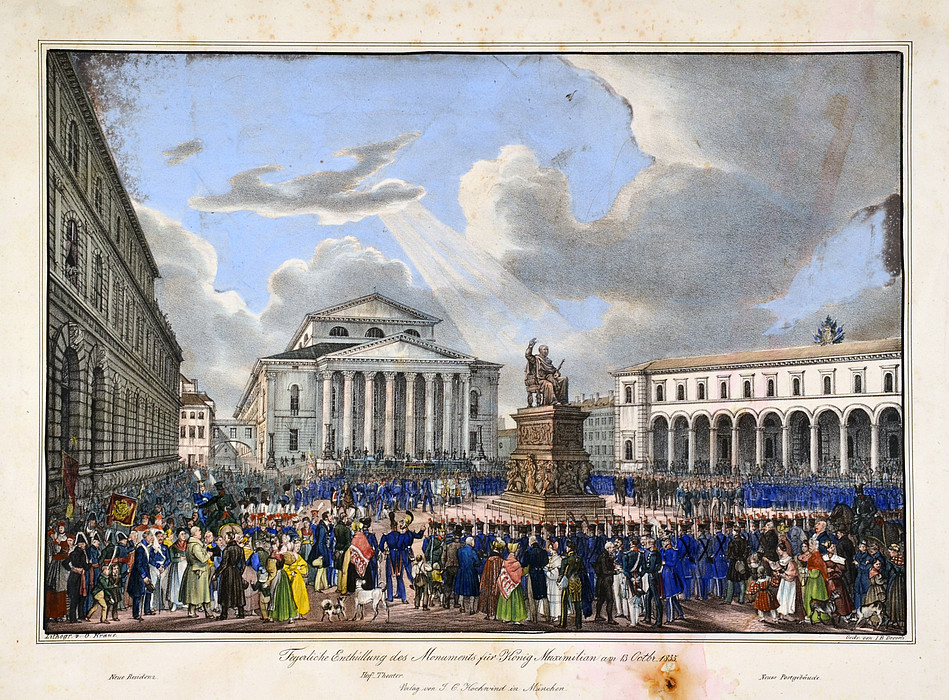 Lithogr. v. G. Kraus.
Gedr. von J. B. Dresely
Feyerliche Enthüllung des Monuments für König Maximilian am 13 Octbr. 1835
Neue Residenz.
Hof-Theater.
Neues Postgebäude.
Verlag von J. C. Hochwind in München